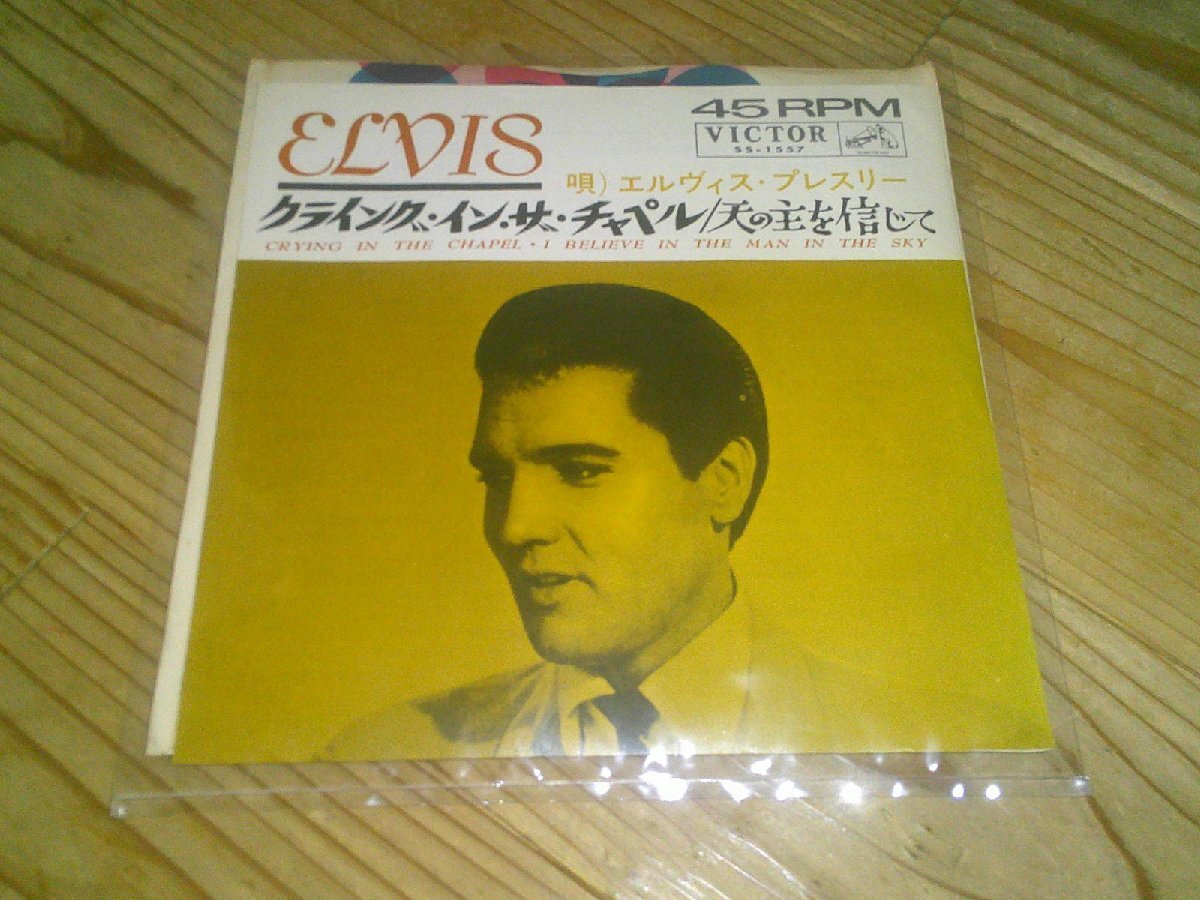 ELVIS
45 RPM
VICTOR
SS-1557
唄）エルヴィス・プレスリー
クライング・イン・ザ・チャペル/天の主を信じて
CRYING IN THE CHAPEL • I BELIEVE IN THE MAN IN THE SKY